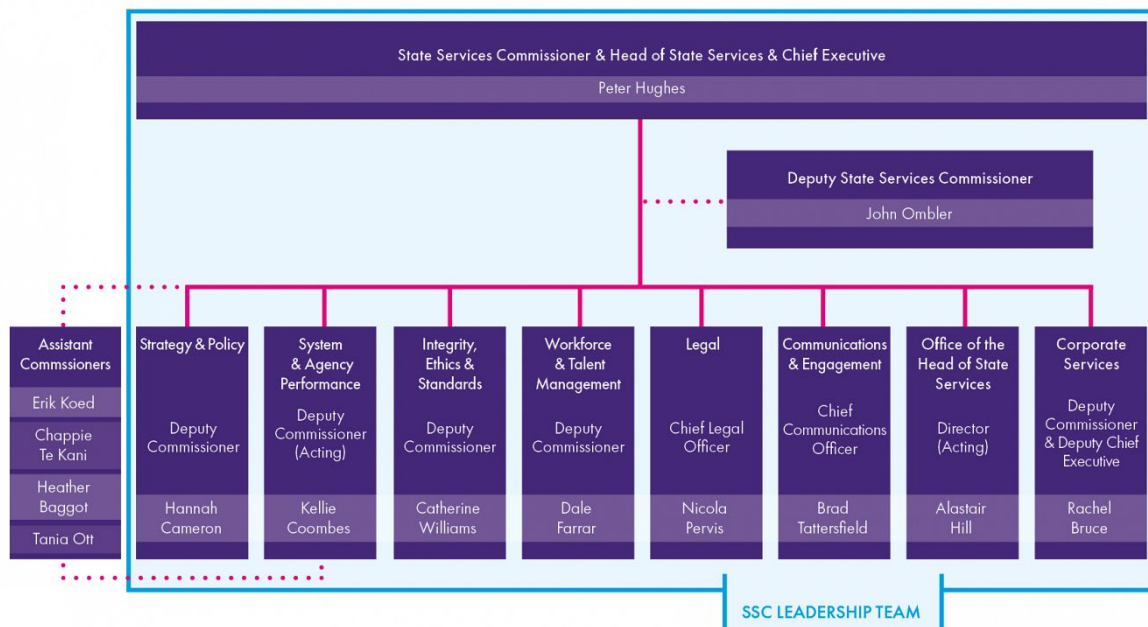 State Services Commissioner & Head of State Services & Chief Executive
Peter Hughes
Deputy State Services Commissioner
John Ombler
Assistant
Commssioners
Erik Koed
Chappie
Te Kani
Heather
Baggot
Tania Ott
Strategy & Policy
Deputy
Commissioner
Hannah
Cameron
System
& Agency
Performance
Deputy
Commissioner
(Acting)
Kellie
Coombes
Integrity,
Ethics &
Standards
Deputy
Commissioner
Catherine
Williams
Workforce
& Talent
Management
Deputy
Commissioner
Dale
Farrar
Legal
Chief Legal
Officer
Nicola
Pervis
Communications
& Engagement
Chief
Communications
Officer
Brad
Tattersfield
Office of the
Head of State
Services
Director
(Acting)
Alastair
Hill
Corporate
Services
Deputy
Commissioner
& Deputy Chief
Executive
Rachel
Bruce
SSC LEADERSHIP TEAM